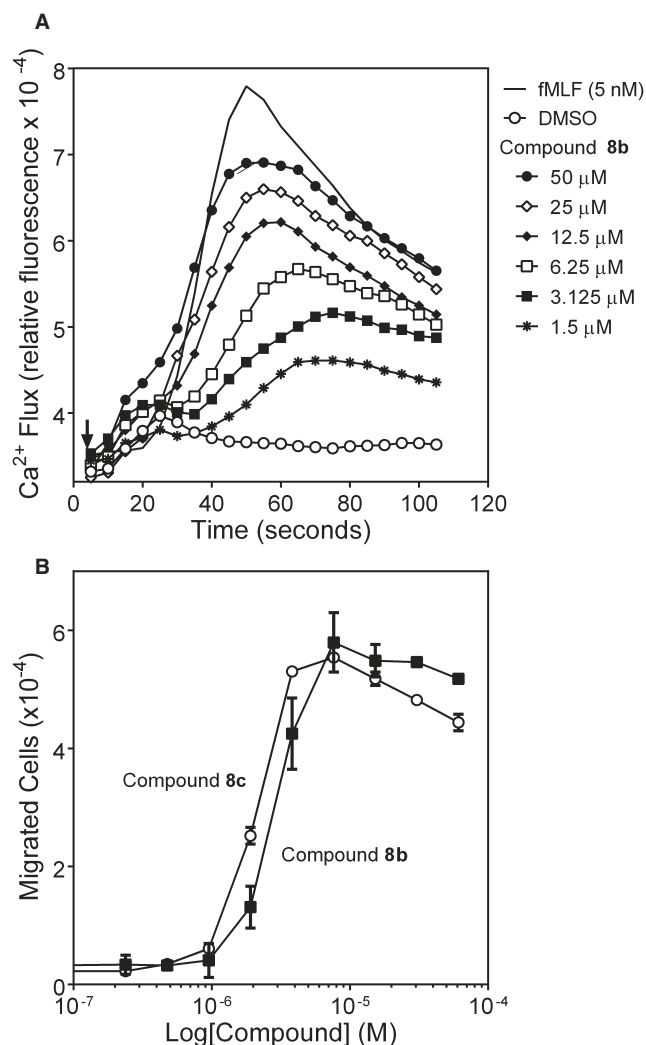 A
Ca²⁺ Flux (relative fluorescence x 10⁻⁴)
8
7
6
5
4
0 20 40 60 80 100 120
Time (seconds)
fMLF (5 nM)
DMSO
Compound 8b
50 μM
25 μM
12.5 μM
6.25 μM
3.125 μM
1.5 μM
B
Migrated Cells (x10⁻⁴)
6
4
2
0
Compound 8c
Compound 8b
10⁻⁷ 10⁻⁶ 10⁻⁵ 10⁻⁴
Log[Compound] (M)